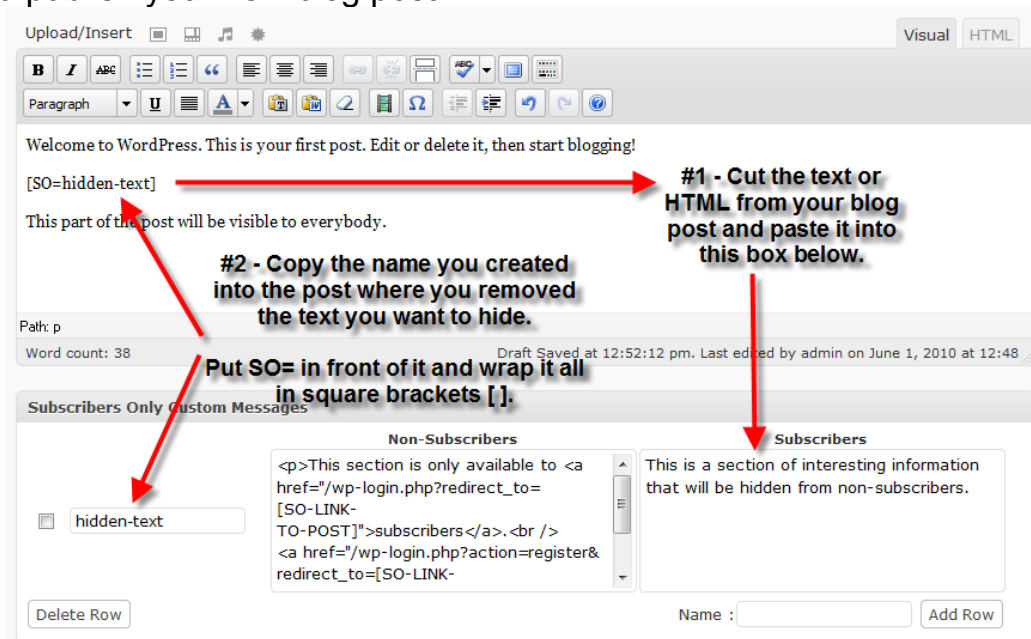 publish your new blog post.
Upload/Insert
Visual HTML
B I ABC “ ABC
Paragraph U A T W Ω ?
Welcome to WordPress. This is your first post. Edit or delete it, then start blogging!
[SO=hidden-text]
This part of the post will be visible to everybody.
#1 - Cut the text or
HTML from your blog
post and paste it into
this box below.
#2 - Copy the name you created
into the post where you removed
the text you want to hide.
Path: p
Word count: 38
Draft Saved at 12:52:12 pm. Last edited by admin on June 1, 2010 at 12:48
Put SO= in front of it and wrap it all
in square brackets [ ].
Subscribers Only Custom Messages
Non-Subscribers
Subscribers
hidden-text
<p>This section is only available to <a
href="/wp-login.php?redirect_to=
[SO-LINK-
TO-POST]">subscribers</a>.<br />
<a href="/wp-login.php?action=register&
redirect_to=[SO-LINK-
This is a section of interesting information
that will be hidden from non-subscribers.
Delete Row
Name :
Add Row